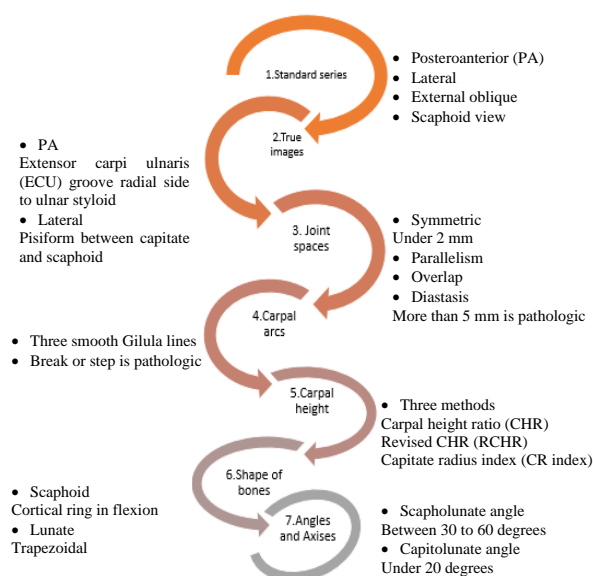 1.Standard series
• Posteroanterior (PA)
• Lateral
• External oblique
• Scaphoid view
2.True
images
• PA
Extensor carpi ulnaris
(ECU) groove radial side
to ulnar styloid
• Lateral
Pisiform between capitate
and scaphoid
3. Joint
spaces
• Symmetric
Under 2 mm
• Parallelism
• Overlap
• Diastasis
More than 5 mm is pathologic
4.Carpal
arcs
• Three smooth Gilula lines
• Break or step is pathologic
5.Carpal
height
• Three methods
Carpal height ratio (CHR)
Revised CHR (RCHR)
Capitate radius index (CR index)
6.Shape of
bones
• Scaphoid
Cortical ring in flexion
• Lunate
Trapezoidal
7.Angles
and Axises
• Scapholunate angle
Between 30 to 60 degrees
• Capitolunate angle
Under 20 degrees